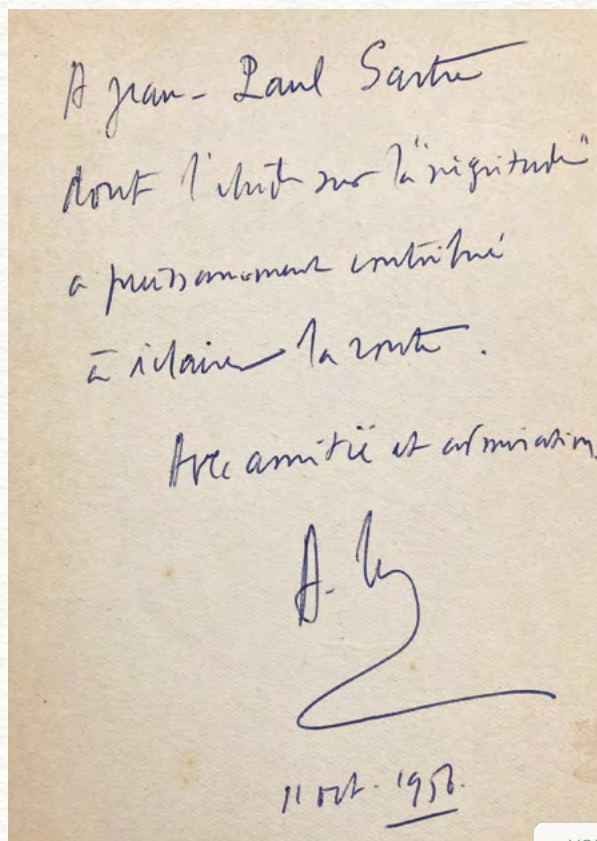 A Jean-Paul Sartre
dont l'étude sur la "négritude"
a puissamment contribué
à éclairer la route.
Avec amitié et admiration,
A.
11 oct. 1956.